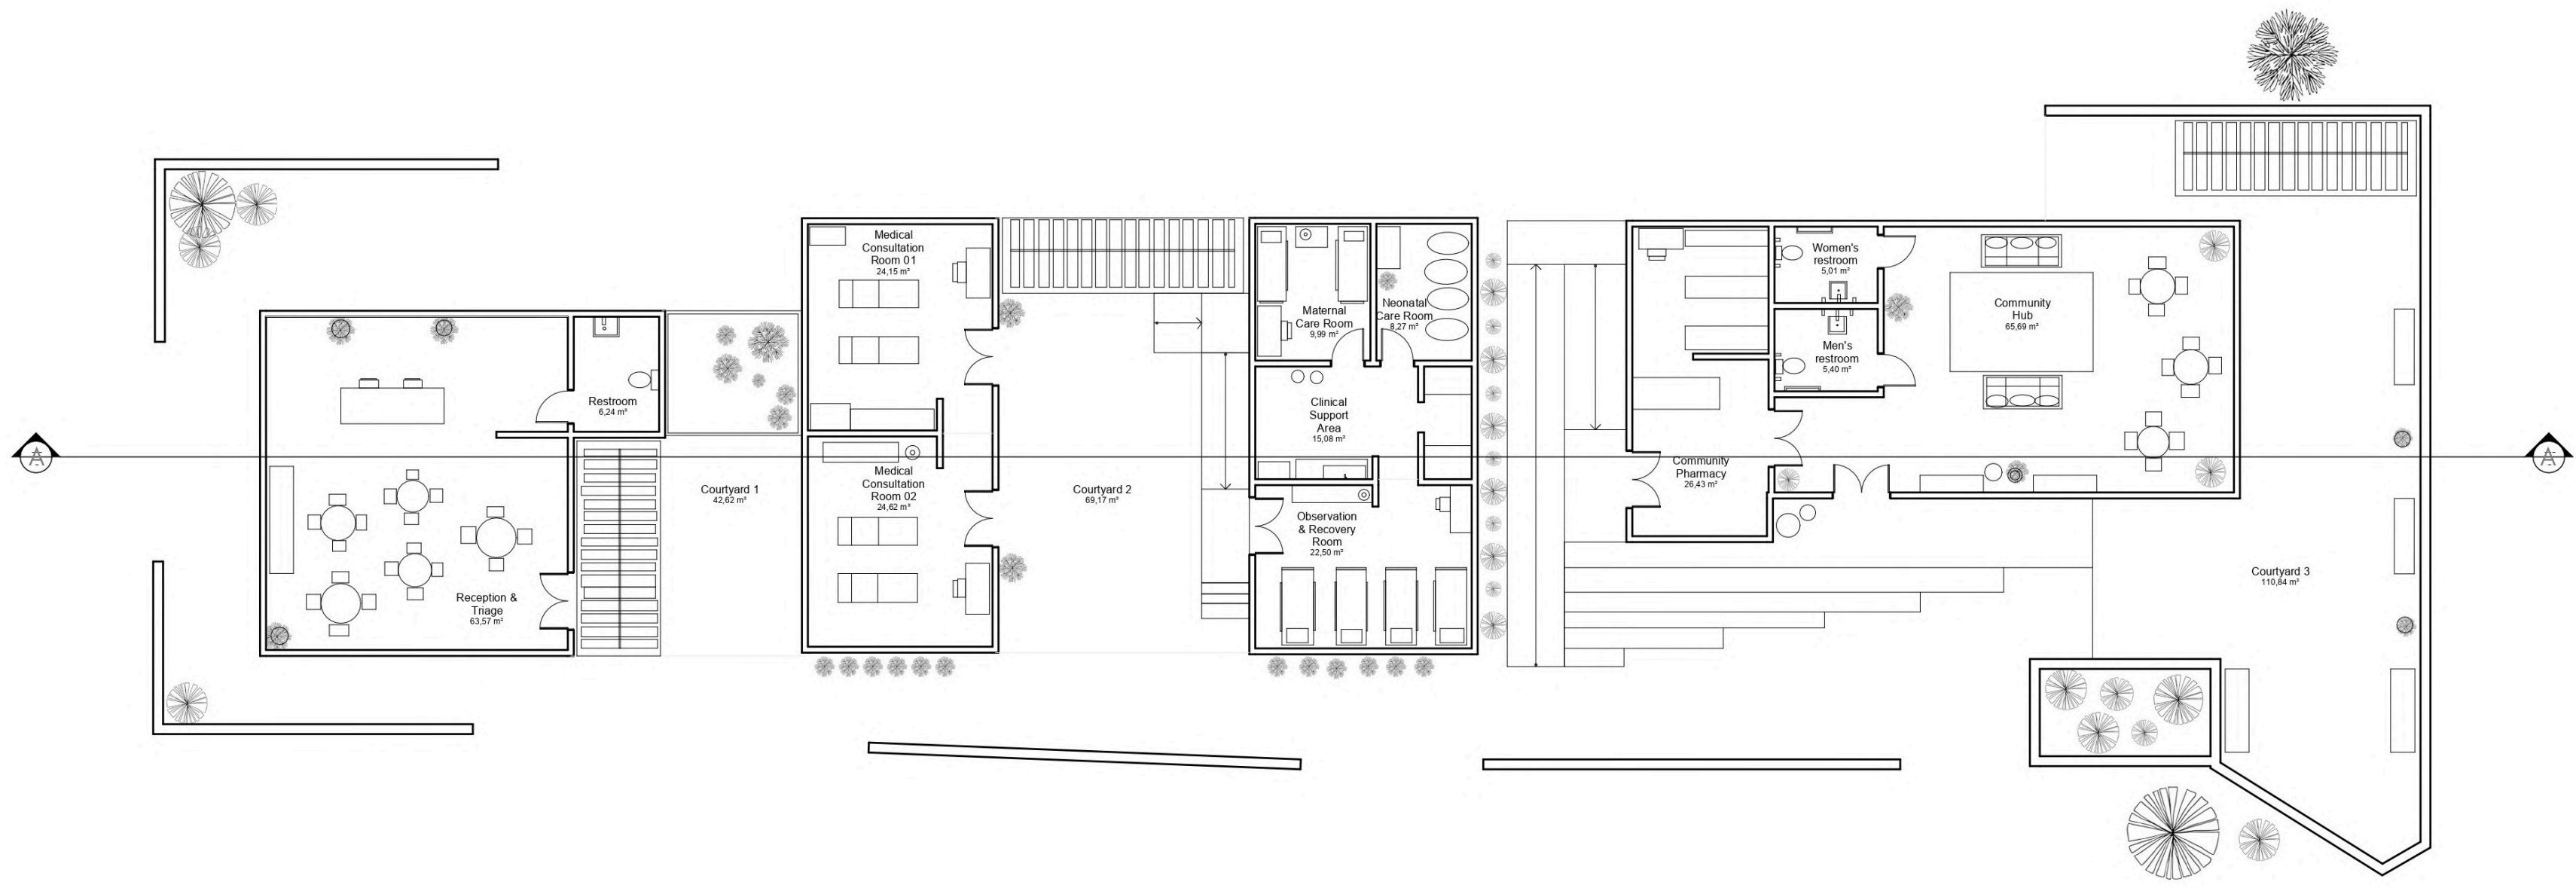 Medical
Consultation
Room 01
24,15 m²
Women's
restroom
5,01 m²
Maternal
Care Room
9,99 m²
Neonatal
Care Room
8,27 m²
Community
Hub
65,69 m²
Men's
restroom
5,40 m²
Restroom
6,24 m²
Clinical
Support
Area
15,08 m²
A
A
Medical
Consultation
Room 02
24,62 m²
Community
Pharmacy
26,43 m²
Courtyard 1
42,62 m²
Courtyard 2
69,17 m²
Observation
& Recovery
Room
22,50 m²
Courtyard 3
110,84 m²
Reception &
Triage
63,57 m²